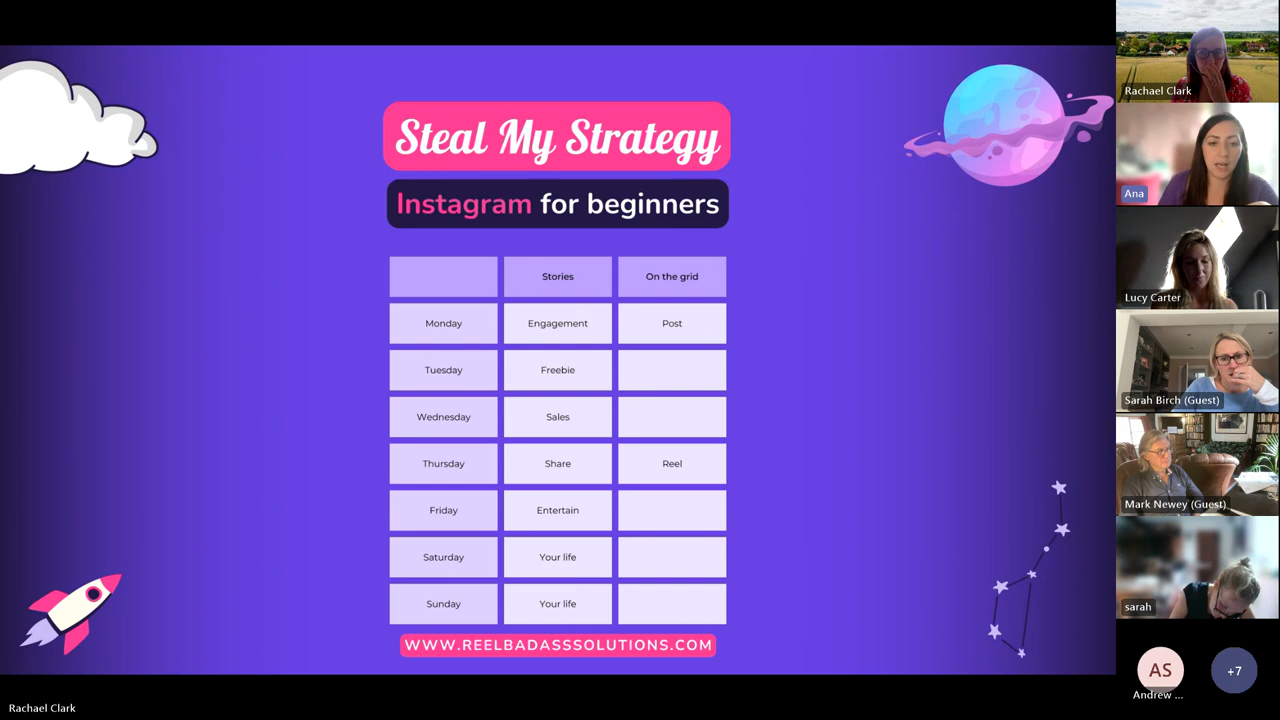 Steal My Strategy
Instagram for beginners
Stories On the grid
Monday Engagement Post
Tuesday Freebie
Wednesday Sales
Thursday Share Reel
Friday Entertain
Saturday Your life
Sunday Your life
WWW.REELBADASSSOLUTIONS.COM
Rachael Clark
Rachael Clark
Ana
Lucy Carter
Sarah Birch (Guest)
Mark Newey (Guest)
sarah
AS
Andrew ...
+7